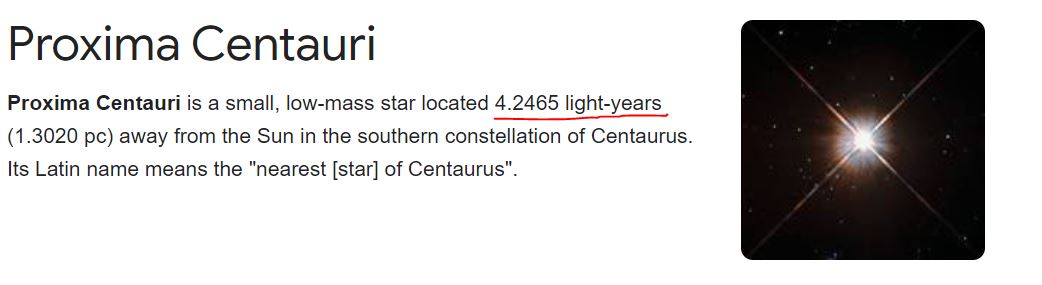 Proxima Centauri
Proxima Centauri is a small, low-mass star located 4.2465 light-years
(1.3020 pc) away from the Sun in the southern constellation of Centaurus.
Its Latin name means the "nearest [star] of Centaurus".